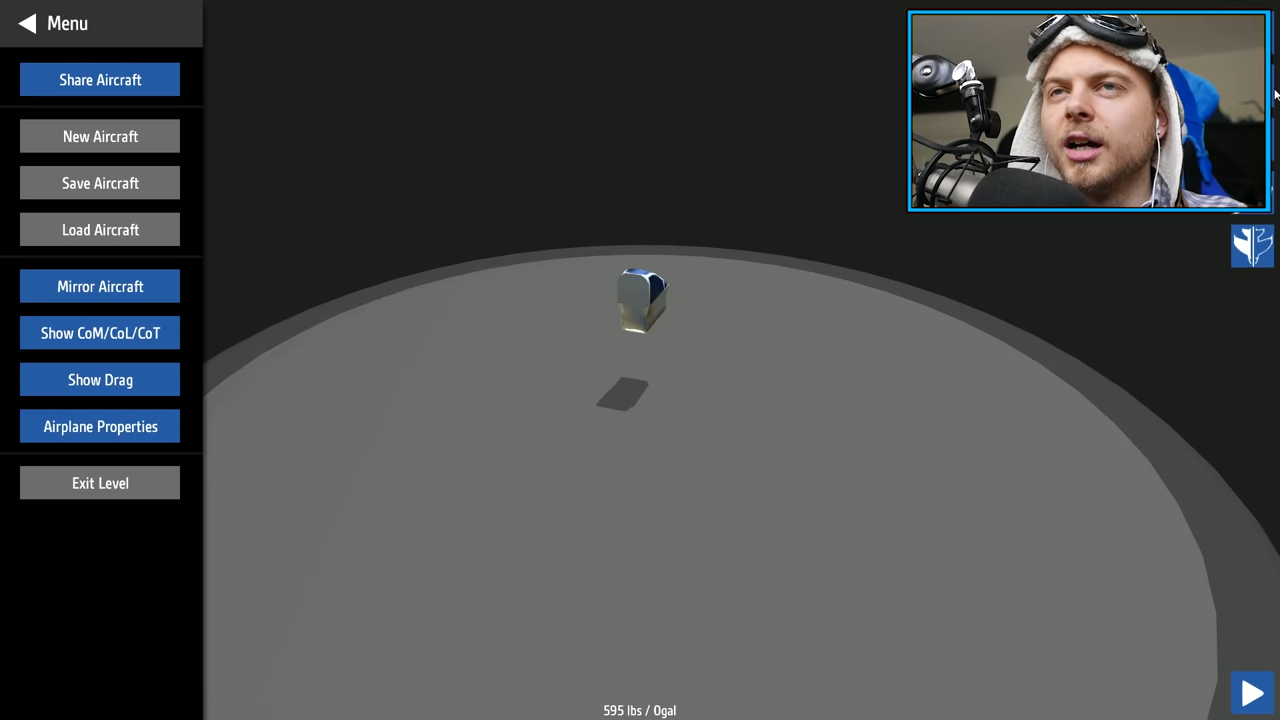 Menu
Share Aircraft
New Aircraft
Save Aircraft
Load Aircraft
Mirror Aircraft
Show CoM/CoL/CoT
Show Drag
Airplane Properties
Exit Level
595 lbs / 0gal